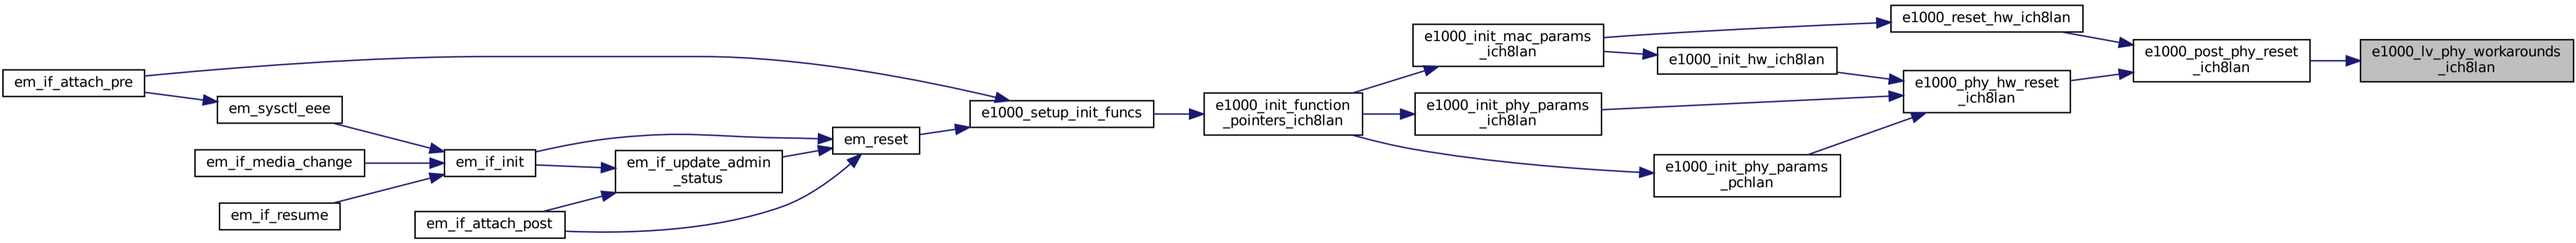 em_if_attach_pre
em_sysctl_eee
em_if_media_change
em_if_resume
em_if_init
em_if_attach_post
em_if_update_admin
_status
em_reset
e1000_setup_init_funcs
e1000_init_function
_pointers_ich8lan
e1000_init_mac_params
_ich8lan
e1000_init_phy_params
_ich8lan
e1000_init_hw_ich8lan
e1000_init_phy_params
_pchlan
e1000_reset_hw_ich8lan
e1000_phy_hw_reset
_ich8lan
e1000_post_phy_reset
_ich8lan
e1000_lv_phy_workarounds
_ich8lan